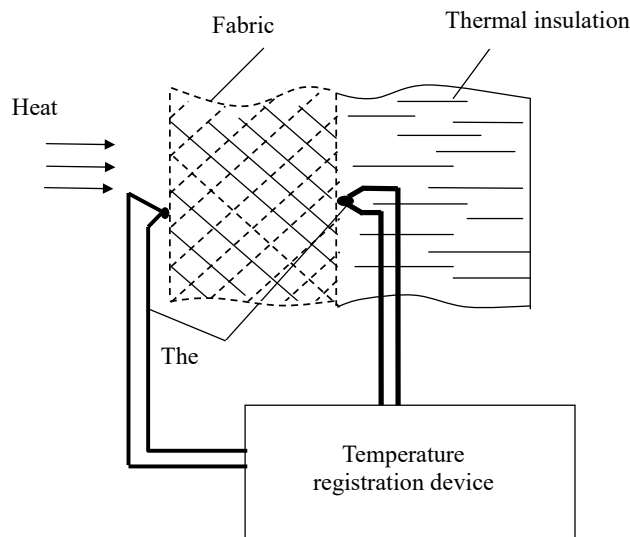 Fabric
Thermal insulation
Heat
The
Temperature
registration device